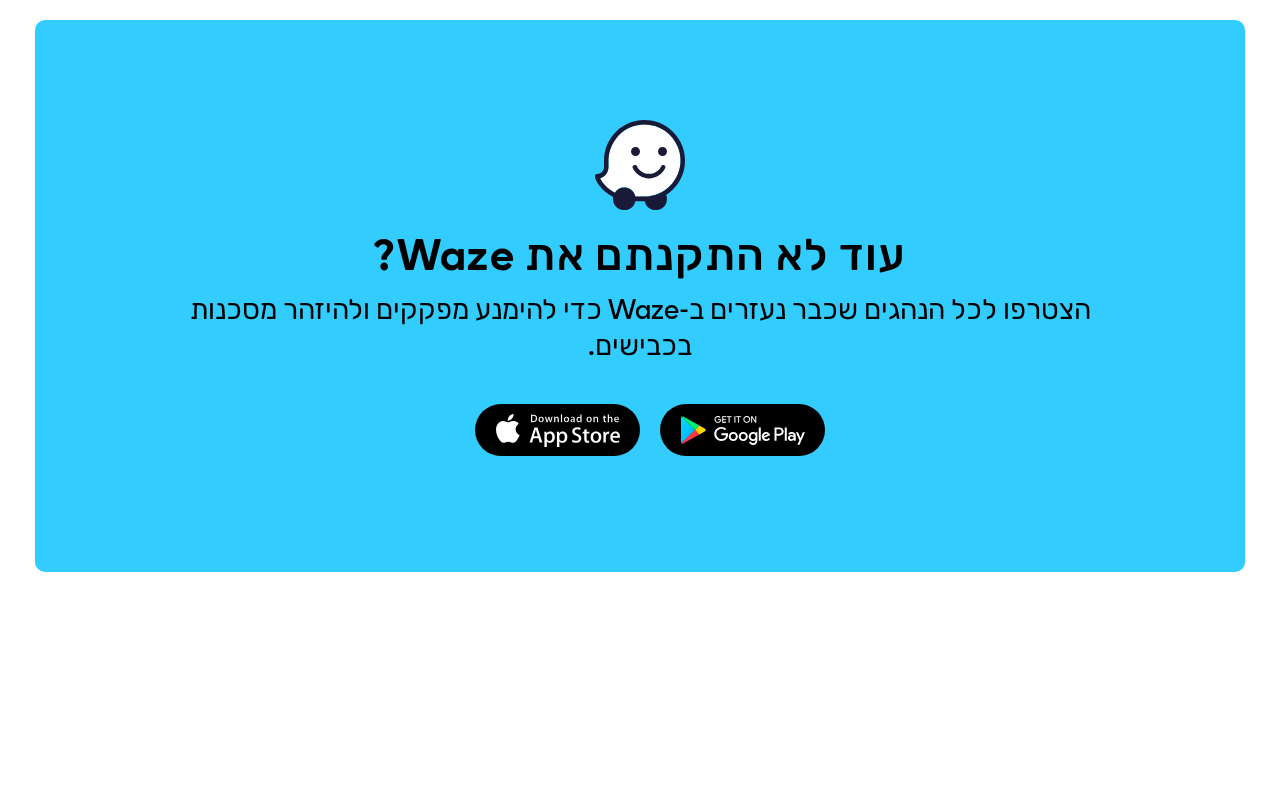 עוד לא התקנתם את Waze?
הצטרפו לכל הנהגים שכבר נעזרים ב-Waze כדי להימנע מפקקים ולהיזהר מסכנות
בכבישים.
Download on the
App Store
GET IT ON
Google Play